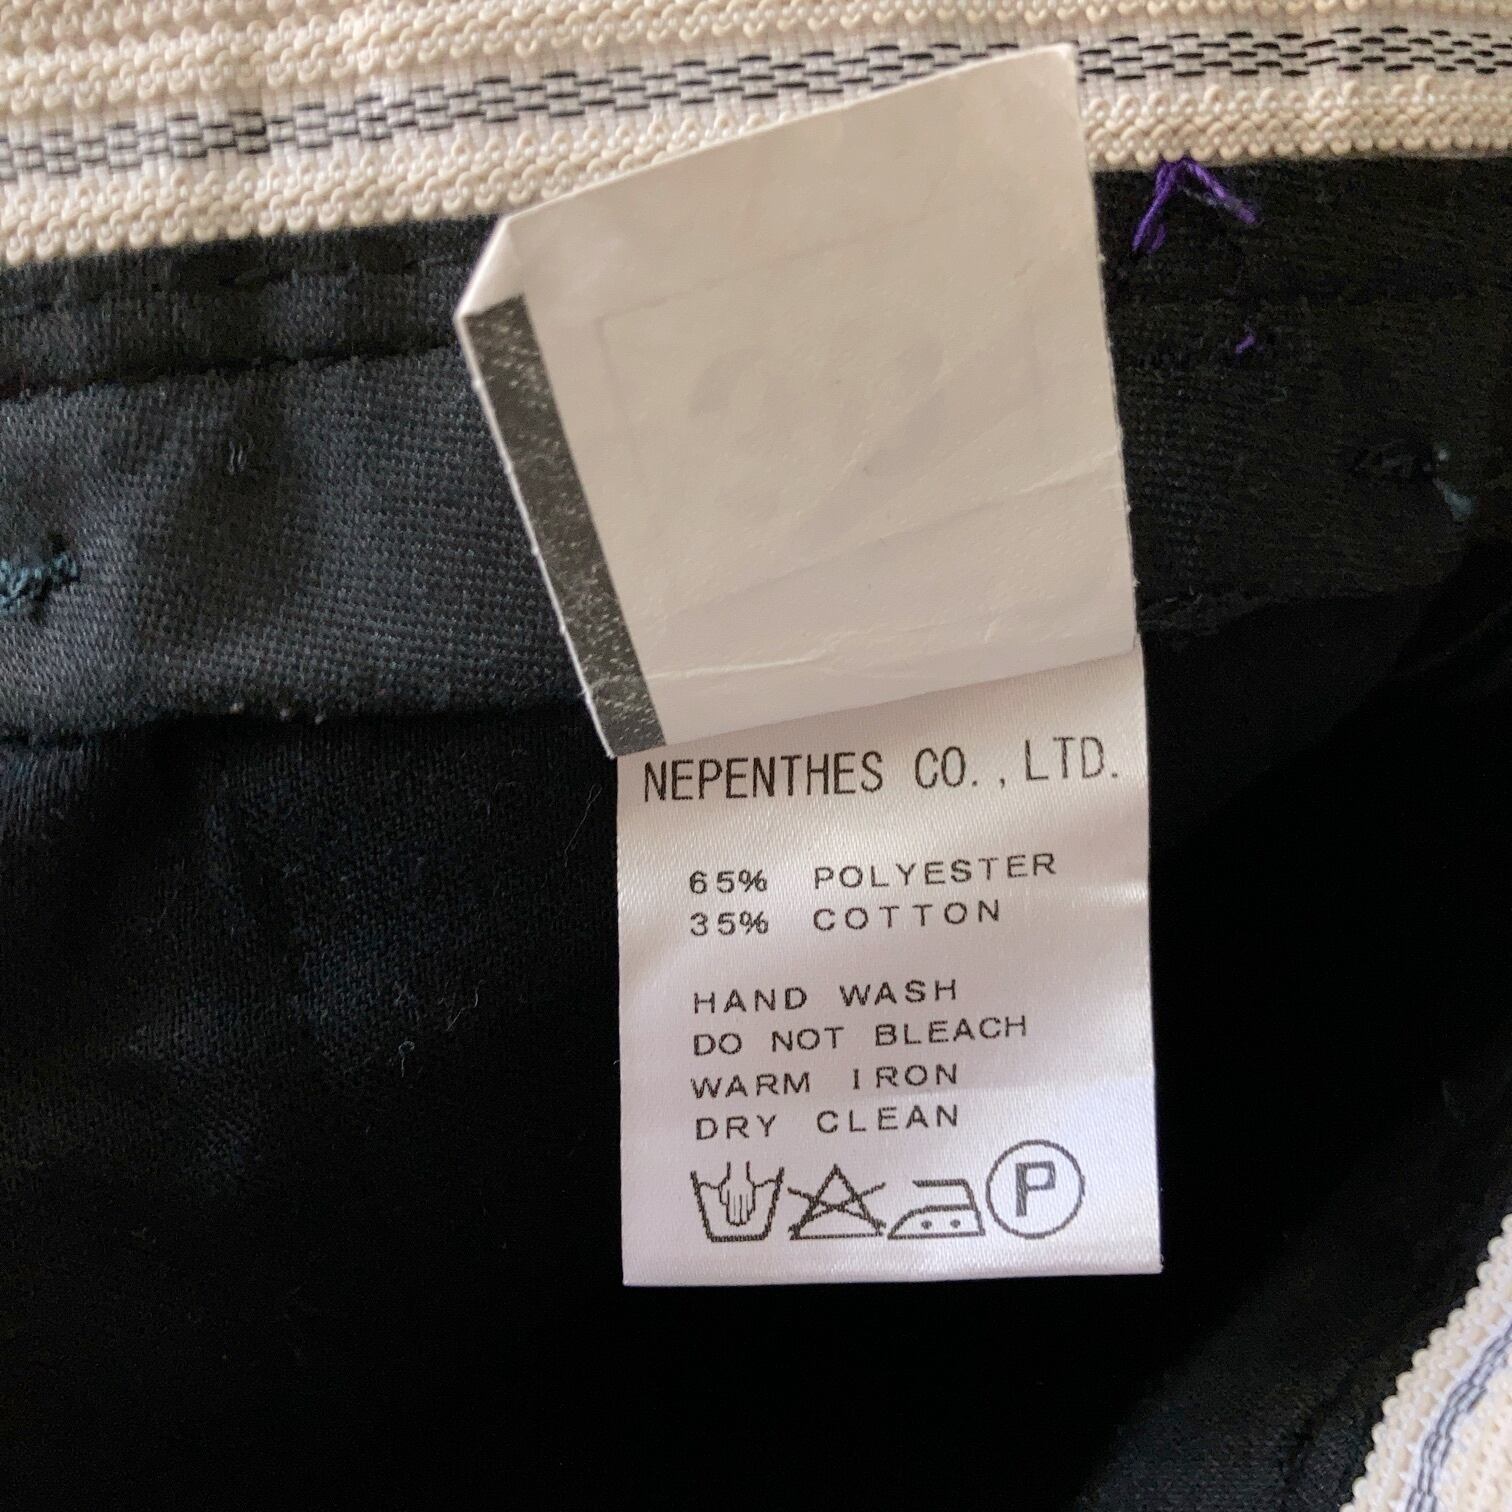 NEPENTHES CO.,LTD.
65% POLYESTER
35% COTTON
HAND WASH
DO NOT BLEACH
WARM IRON
DRY CLEAN
P